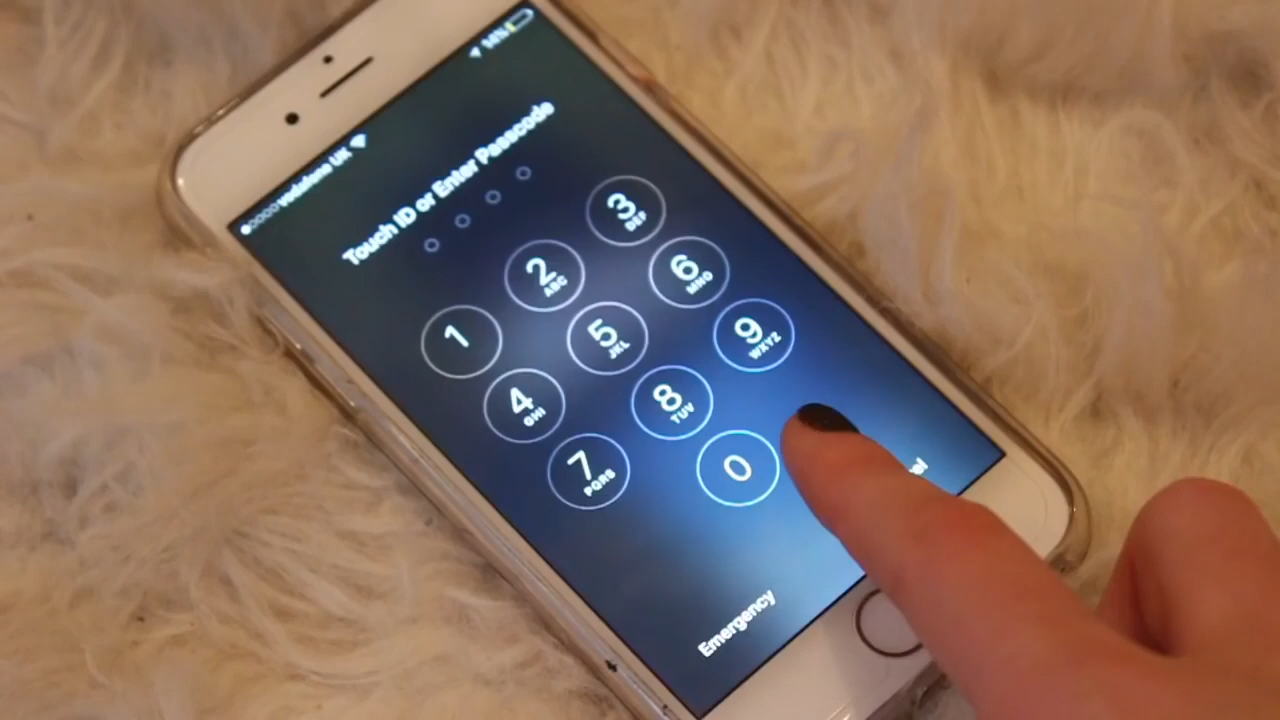 vodafone UK
Touch ID or Enter Passcode
1
2 ABC
3 DEF
4 GHI
5 JKL
6 MNO
7 PQRS
8 TUV
9 WXYZ
0
Emergency